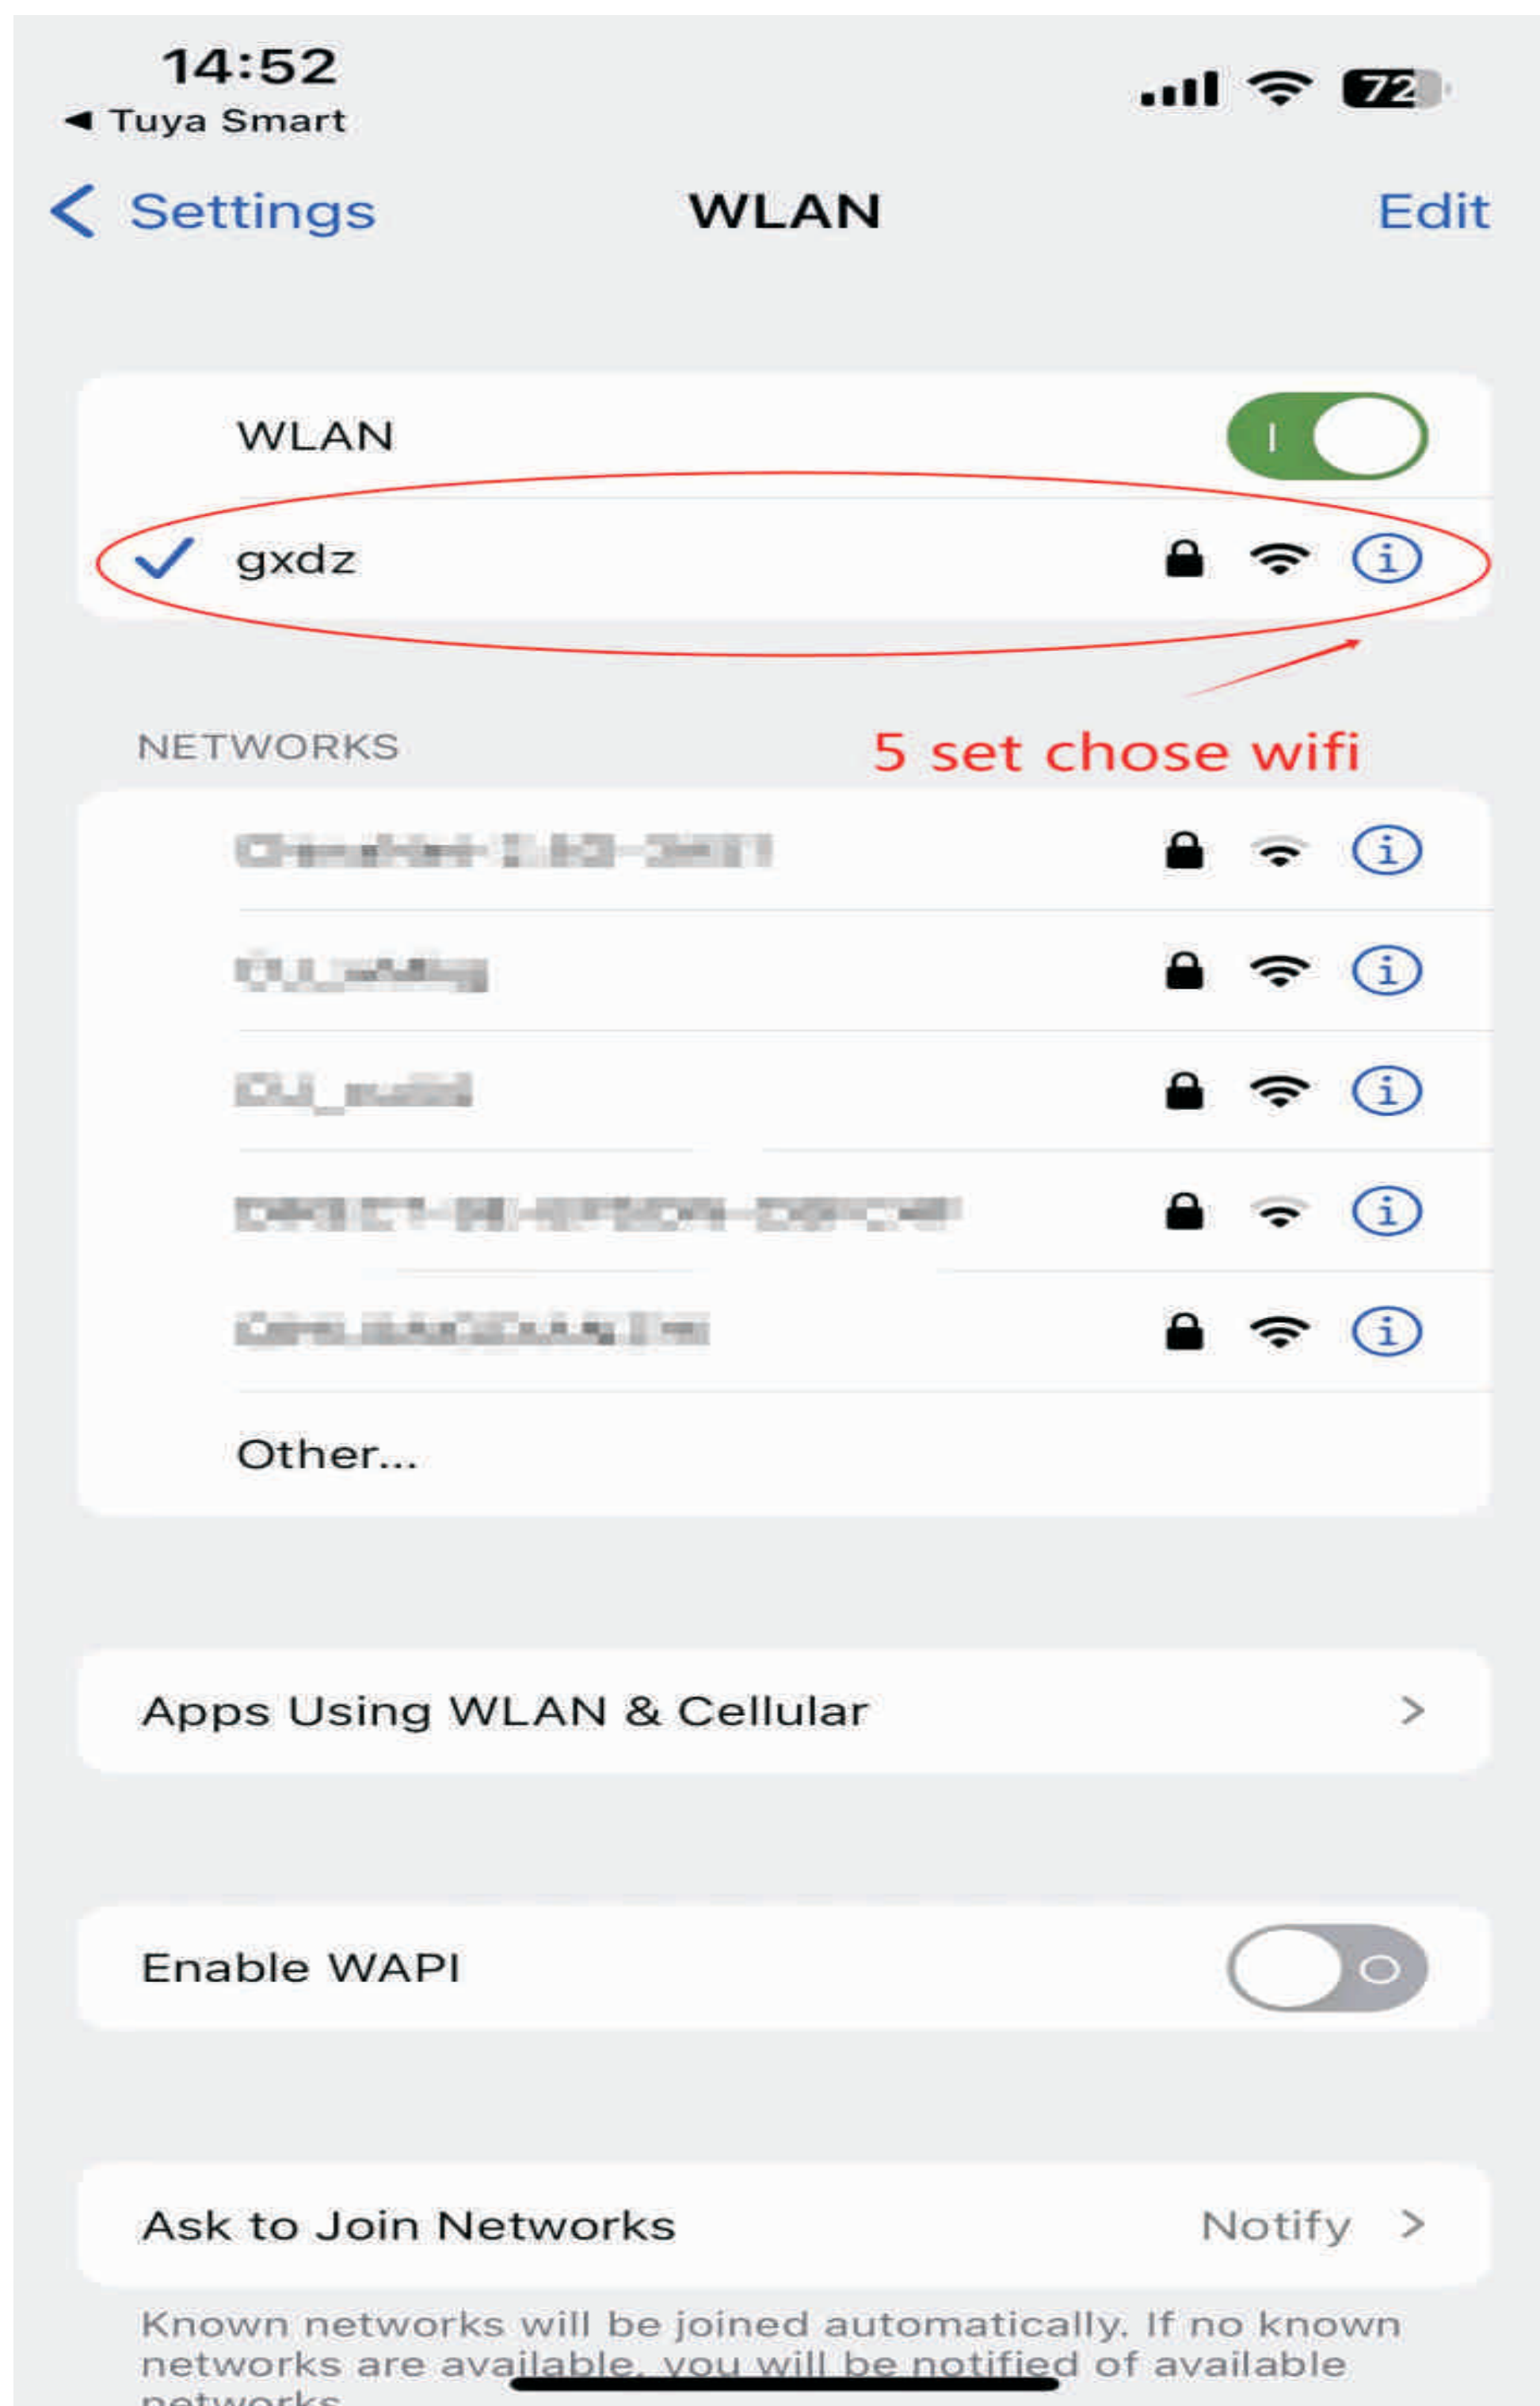 14:52
72
Tuya Smart
Settings
WLAN
Edit
WLAN
gxdz
NETWORKS
5 set chose wifi
Other...
Apps Using WLAN & Cellular
Enable WAPI
Ask to Join Networks
Notify
Known networks will be joined automatically. If no known
networks are available, you will be notified of available
networks